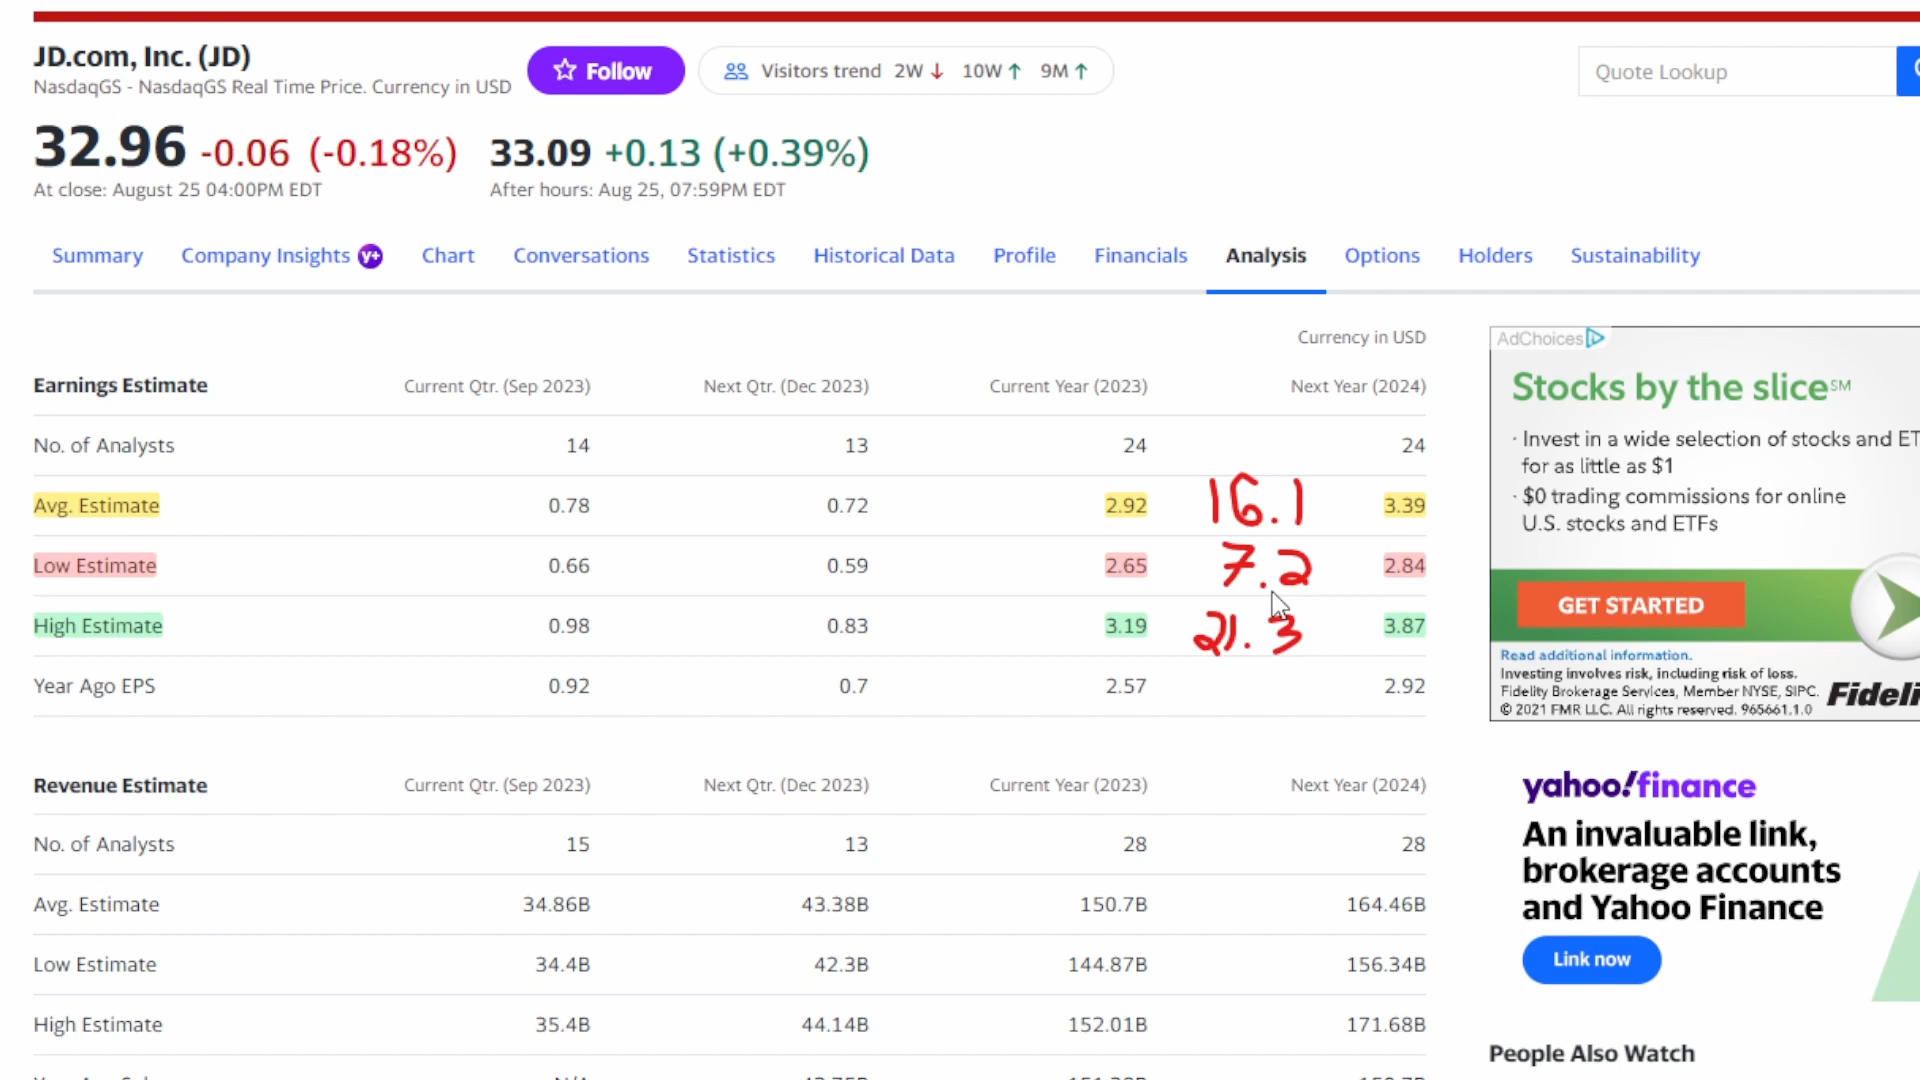 JD.com, Inc. (JD)
NasdaqGS - NasdaqGS Real Time Price. Currency in USD
Follow
Visitors trend 2W ↓ 10W ↑ 9M ↑
Quote Lookup
32.96 -0.06 (-0.18%) 33.09 +0.13 (+0.39%)
At close: August 25 04:00PM EDT After hours: Aug 25, 07:59PM EDT
Summary Company Insights y+ Chart Conversations Statistics Historical Data Profile Financials Analysis Options Holders Sustainability
Currency in USD
Earnings Estimate Current Qtr. (Sep 2023) Next Qtr. (Dec 2023) Current Year (2023) Next Year (2024)
No. of Analysts 14 13 24 24
Avg. Estimate 0.78 0.72 2.92 16.1 3.39
Low Estimate 0.66 0.59 2.65 7.2 2.84
High Estimate 0.98 0.83 3.19 21.3 3.87
Year Ago EPS 0.92 0.7 2.57 2.92
Revenue Estimate Current Qtr. (Sep 2023) Next Qtr. (Dec 2023) Current Year (2023) Next Year (2024)
No. of Analysts 15 13 28 28
Avg. Estimate 34.86B 43.38B 150.7B 164.46B
Low Estimate 34.4B 42.3B 144.87B 156.34B
High Estimate 35.4B 44.14B 152.01B 171.68B
AdChoices
Stocks by the slice℠
· Invest in a wide selection of stocks and ET
for as little as $1
· $0 trading commissions for online
U.S. stocks and ETFs
GET STARTED
Read additional information.
Investing involves risk, including risk of loss.
Fidelity Brokerage Services, Member NYSE, SIPC.
© 2021 FMR LLC. All rights reserved. 965661.1.0
Fideli
yahoo!finance
An invaluable link,
brokerage accounts
and Yahoo Finance
Link now
People Also Watch